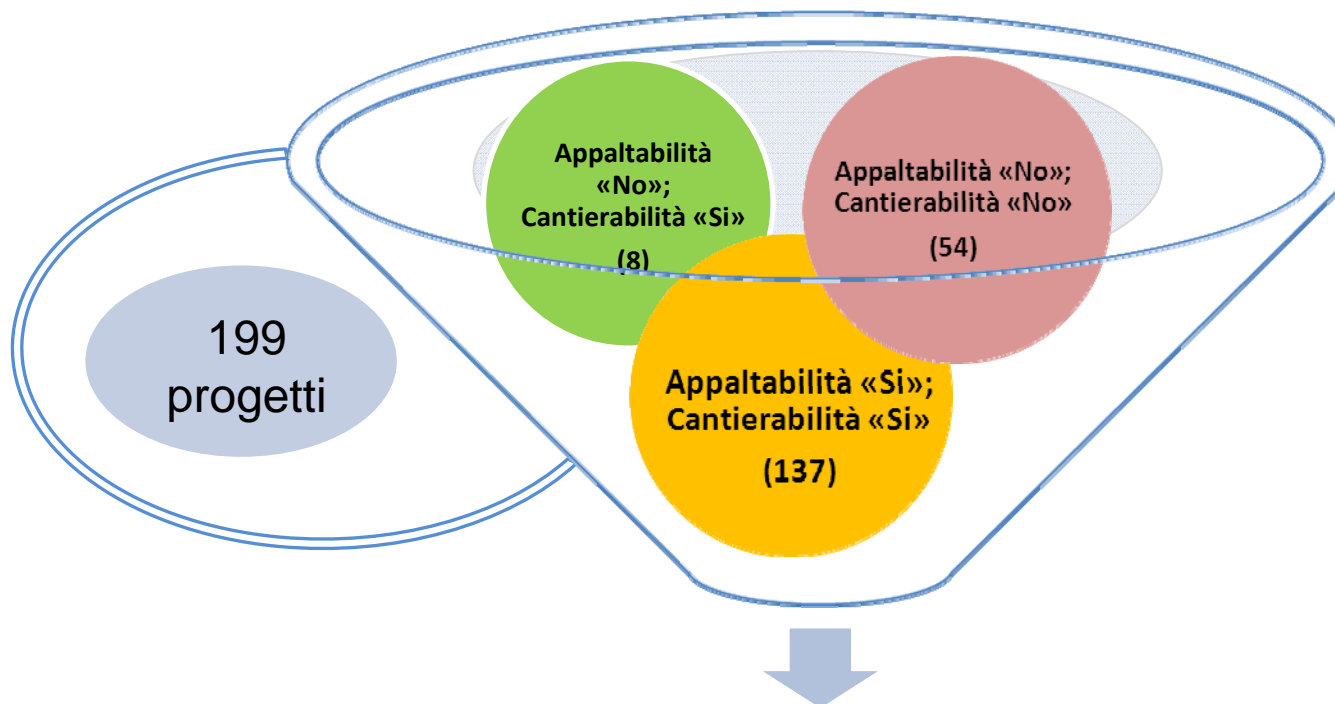 Appaltabilità
«No»;
Cantierabilità «Si»
(8)
Appaltabilità «No»;
Cantierabilità «No»
(54)
199
progetti
Appaltabilità «Si»;
Cantierabilità «Si»
(137)